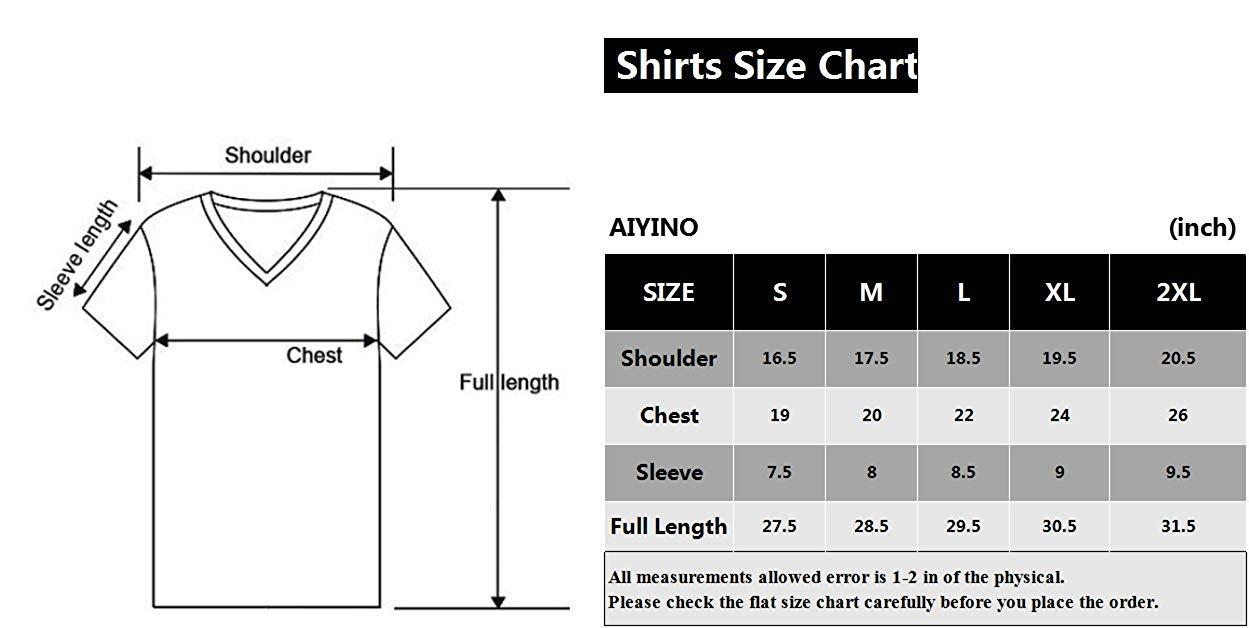 Shirts Size Chart
Shoulder
Sleeve length
Chest
Full length
AIYINO (inch)
SIZE S M L XL 2XL
Shoulder 16.5 17.5 18.5 19.5 20.5
Chest 19 20 22 24 26
Sleeve 7.5 8 8.5 9 9.5
Full Length 27.5 28.5 29.5 30.5 31.5
All measurements allowed error is 1-2 in of the physical.
Please check the flat size chart carefully before you place the order.